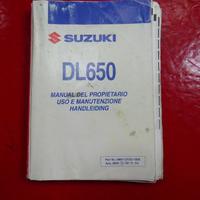 SUZUKI
DL650
MANUAL DEL PROPIETARIO
USO E MANUTENZIONE
HANDLEIDING